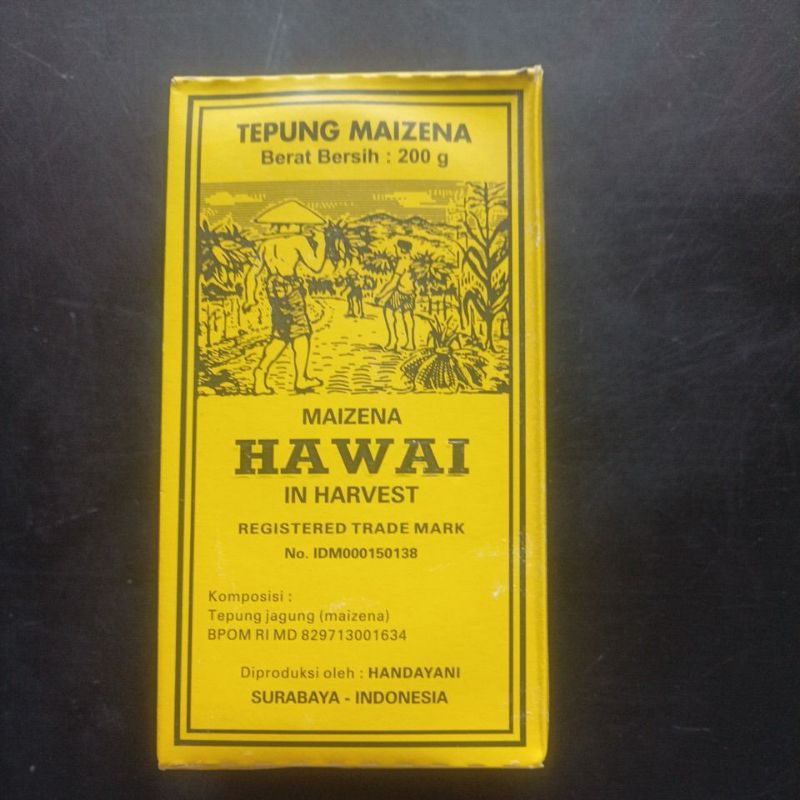 TEPUNG MAIZENA
Berat Bersih : 200 g
MAIZENA
HAWAI
IN HARVEST
REGISTERED TRADE MARK
No. IDM000150138
Komposisi :
Tepung jagung (maizena)
BPOM RI MD 829713001634
Diproduksi oleh : HANDAYANI
SURABAYA - INDONESIA